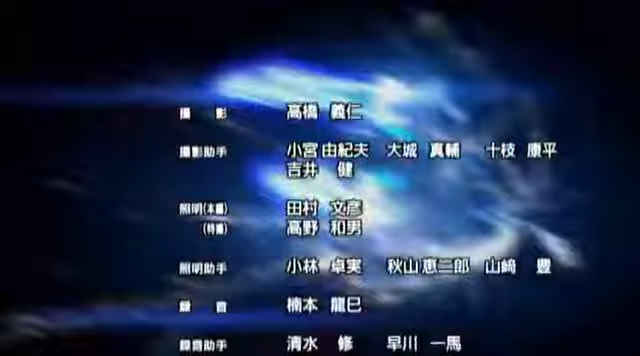 撮影 高橋 義仁
撮影助手 小宮 由紀夫 大城 真輔 十枝 康平
吉井 健
照明(本編) 田村 文彦
(特撮) 高野 和男
照明助手 小林 卓実 秋山 恵二郎 山﨑 豊
録音 楠本 龍巳
録音助手 清水 修 早川 一馬